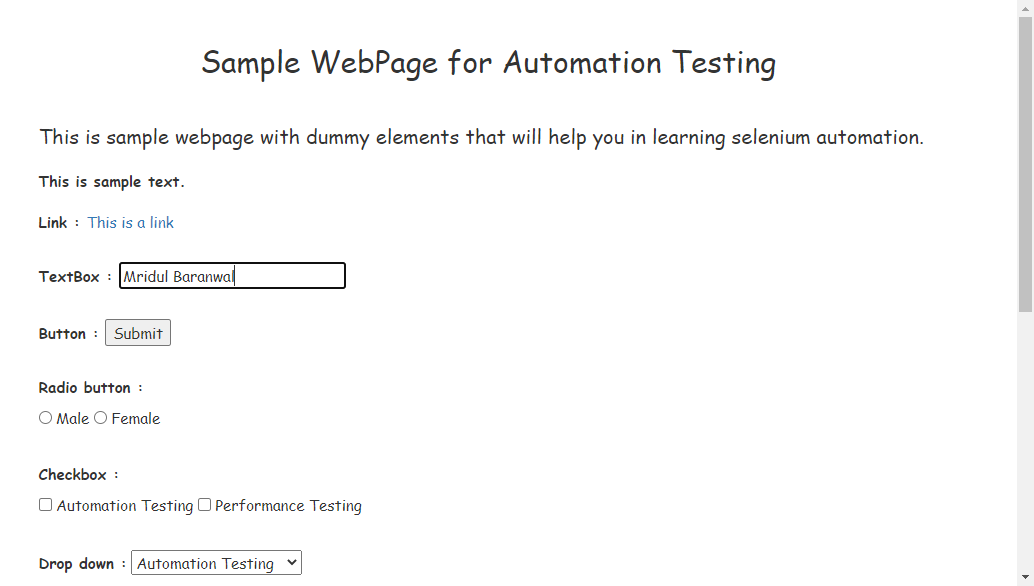 Sample WebPage for Automation Testing
This is sample webpage with dummy elements that will help you in learning selenium automation.
This is sample text.
Link : This is a link
TextBox : Mridul Baranwal
Button : Submit
Radio button :
Male Female
Checkbox :
Automation Testing Performance Testing
Drop down : Automation Testing